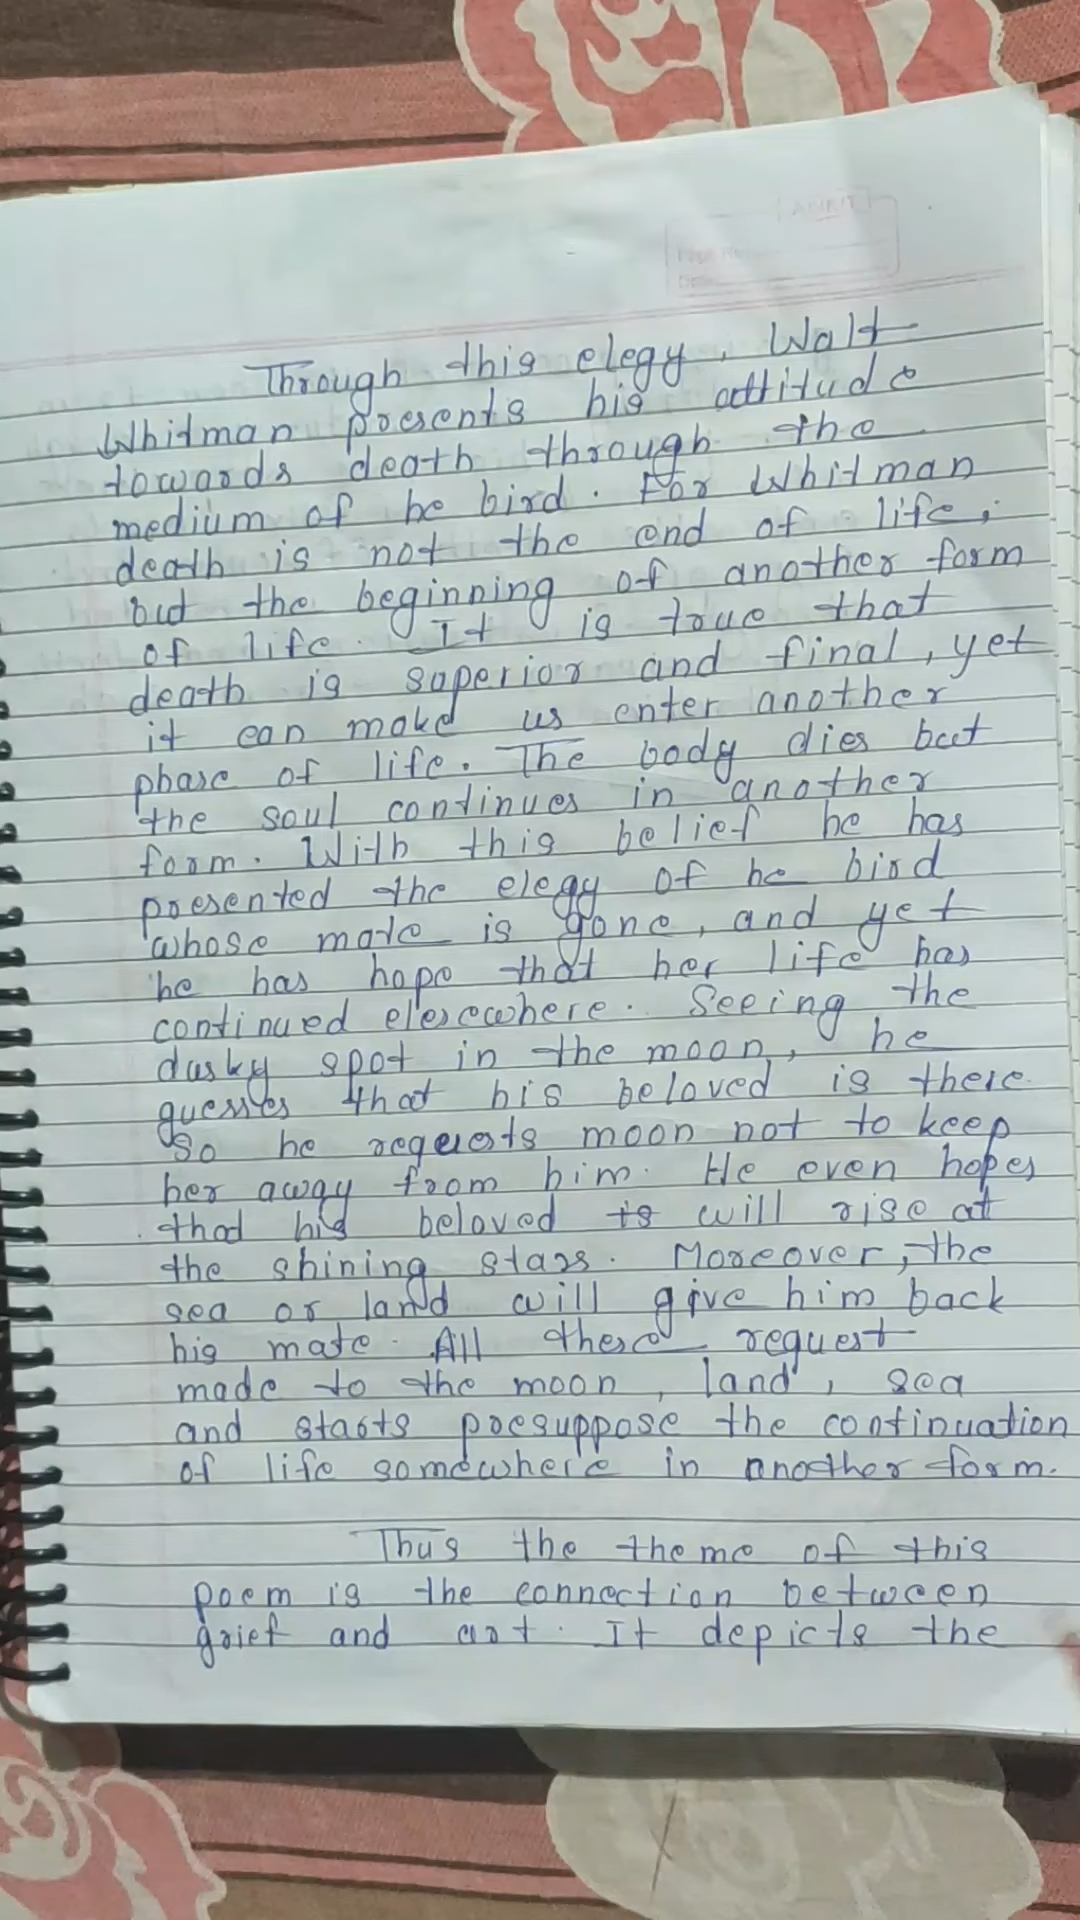 Through this elegy, Walt
Whitman presents his attitude
towards death through the
medium of he bird. For Whitman
death is not the end of life,
but the beginning of another form
of life. It is true that
death is superior and final, yet
it can make us enter another
phase of life. The body dies but
the soul continues in another
form. With this belief he has
presented the elegy of he bird
whose mate is gone, and yet
he has hope that her life has
continued elesewhere. Seeing the
dusky spot in the moon, he
guesses that his beloved is there.
So he requests moon not to keep
her away from him. He even hopes
that his beloved is will rise at
the shining stars. Moreover, the
sea or land will give him back
his mate. All these request
made to the moon, land, sea
and starts presuppose the continuation
of life somewhere in another form.
Thus the theme of this
poem is the connection between
grief and art. It depicts the